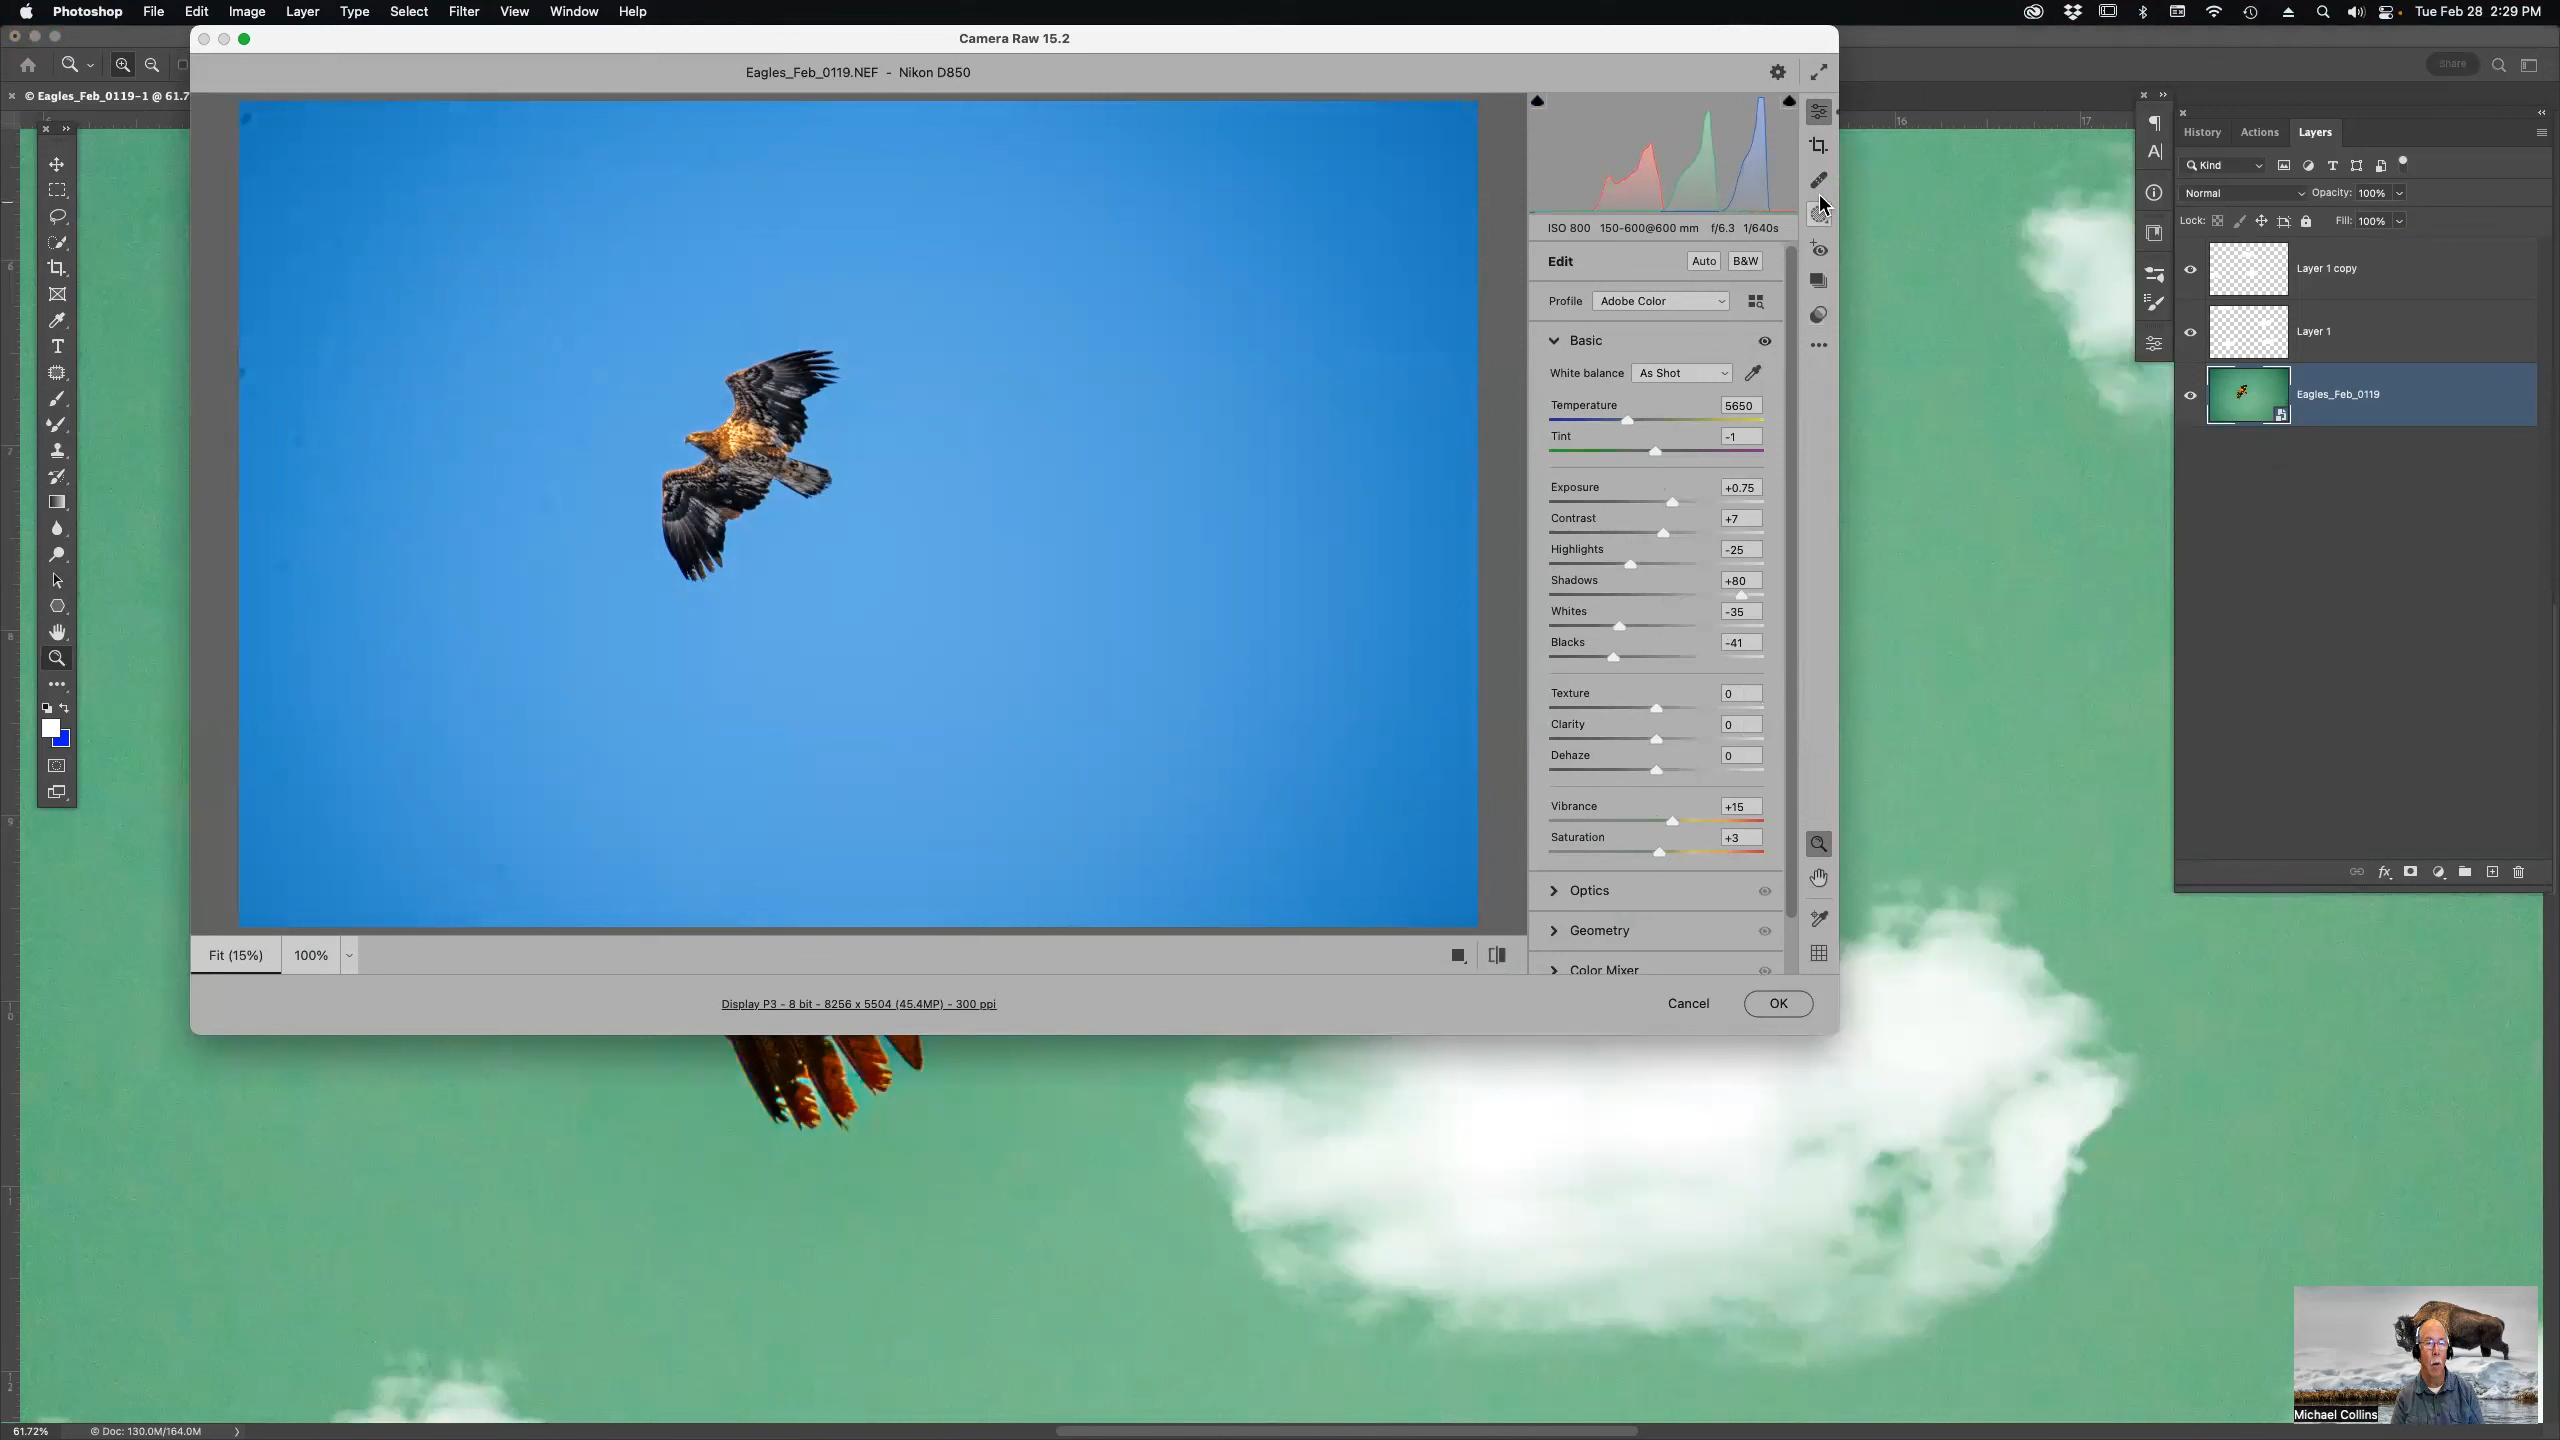 Photoshop File Edit Image Layer Type Select Filter View Window Help Tue Feb 28 2:29 PM
Camera Raw 15.2
Share
Eagles_Feb_0119.NEF - Nikon D850
© Eagles_Feb_0119-1 @ 61.7
16 17
History Actions Layers
Kind
Normal Opacity: 100%
Lock: Fill: 100%
Layer 1 copy
Layer 1
Eagles_Feb_0119
ISO 800 150-600@600 mm f/6.3 1/640s
Edit Auto B&W
Profile Adobe Color
Basic
White balance As Shot
Temperature 5650
Tint -1
Exposure +0.75
Contrast +7
Highlights -25
Shadows +80
Whites -35
Blacks -41
Texture 0
Clarity 0
Dehaze 0
Vibrance +15
Saturation +3
Optics
Geometry
Color Mixer
Fit (15%) 100%
Display P3 - 8 bit - 8256 x 5504 (45.4MP) - 300 ppi
Cancel OK
Michael Collins
61.72% © Doc: 130.0M/164.0M